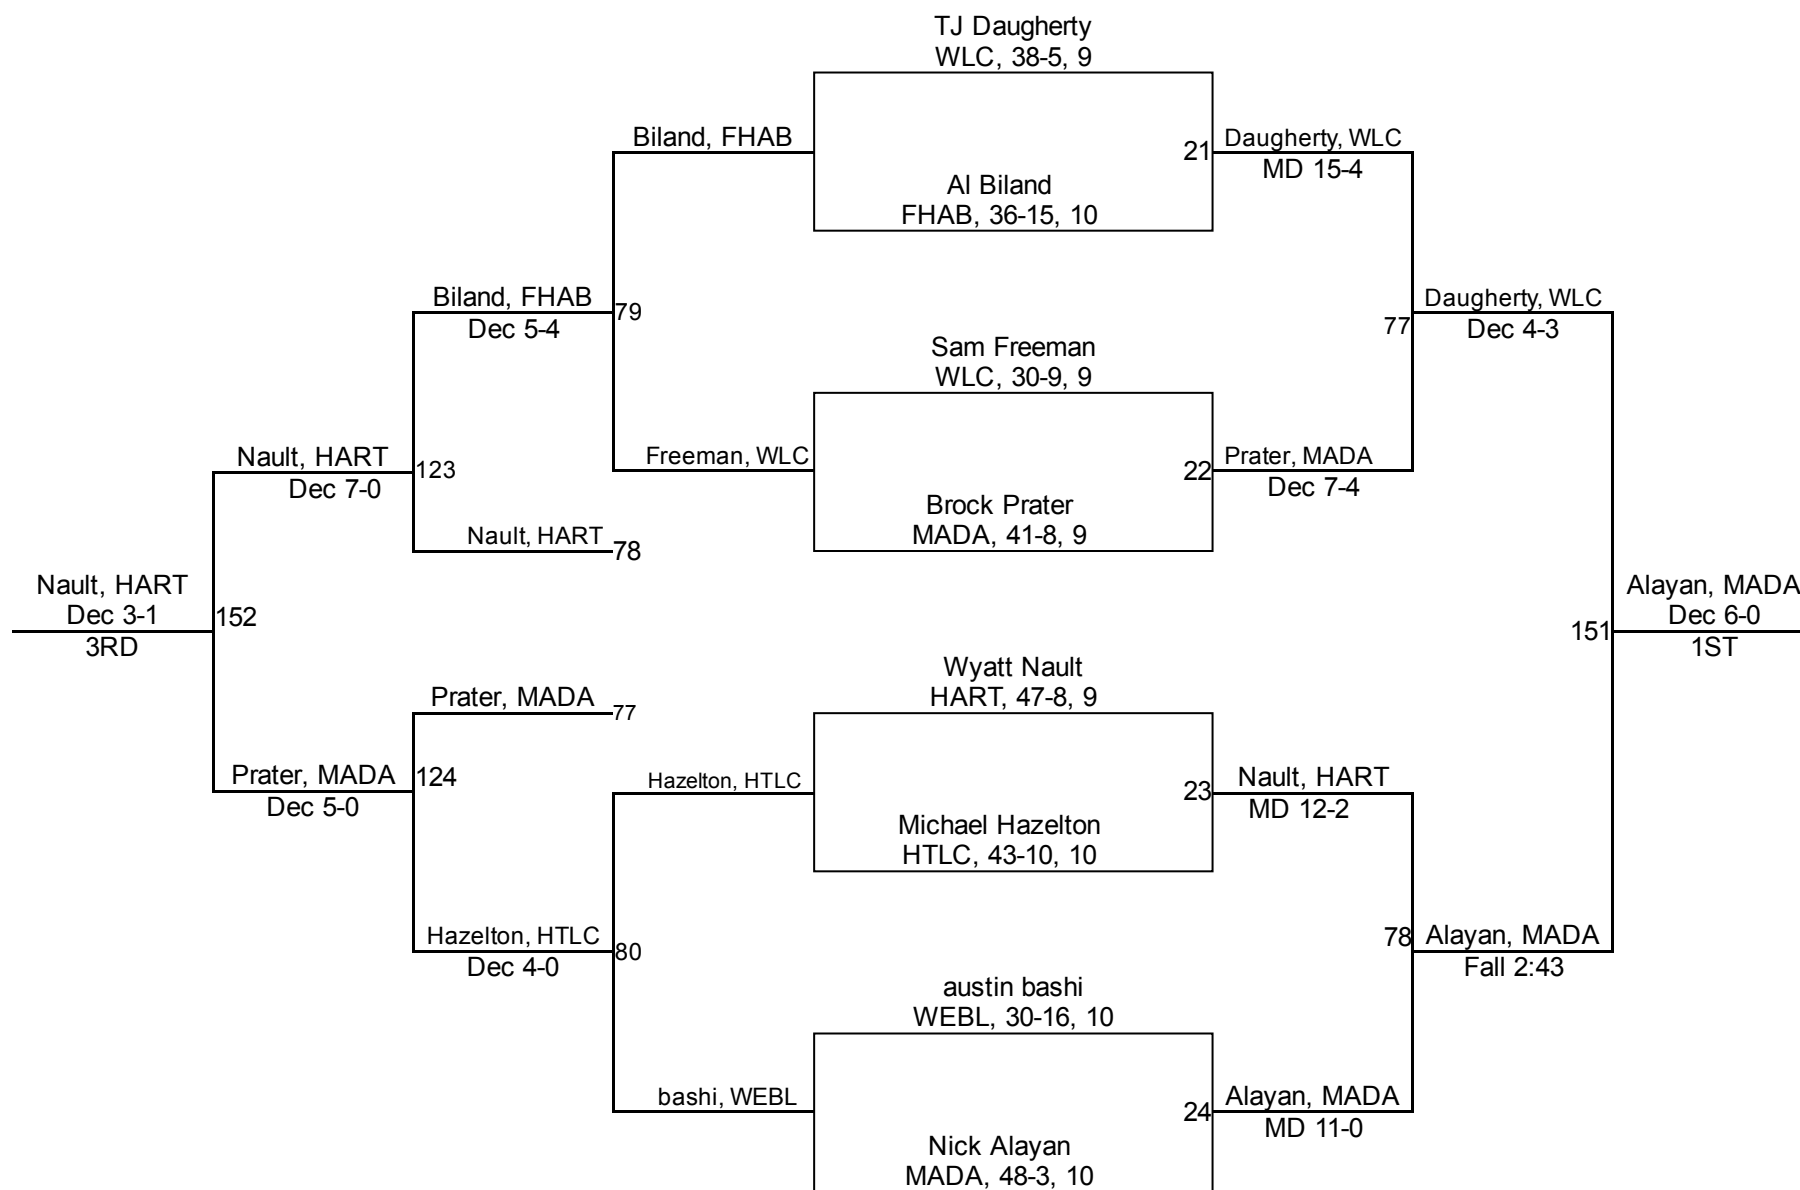 TJ Daugherty
WLC, 38-5, 9
Biland, FHAB
21
Daugherty, WLC
MD 15-4
Al Biland
FHAB, 36-15, 10
Biland, FHAB
Dec 5-4
79
Daugherty, WLC
Dec 4-3
77
Sam Freeman
WLC, 30-9, 9
Nault, HART
Dec 7-0
123
Freeman, WLC
22
Prater, MADA
Dec 7-4
Brock Prater
MADA, 41-8, 9
Nault, HART
78
Nault, HART
Dec 3-1
3RD
152
151
Alayan, MADA
Dec 6-0
1ST
Wyatt Nault
HART, 47-8, 9
Prater, MADA
77
Prater, MADA
Dec 5-0
124
Hazelton, HTLC
23
Nault, HART
MD 12-2
Michael Hazelton
HTLC, 43-10, 10
Hazelton, HTLC
Dec 4-0
80
78
Alayan, MADA
Fall 2:43
austin bashi
WEBL, 30-16, 10
bashi, WEBL
24
Alayan, MADA
MD 11-0
Nick Alayan
MADA, 48-3, 10